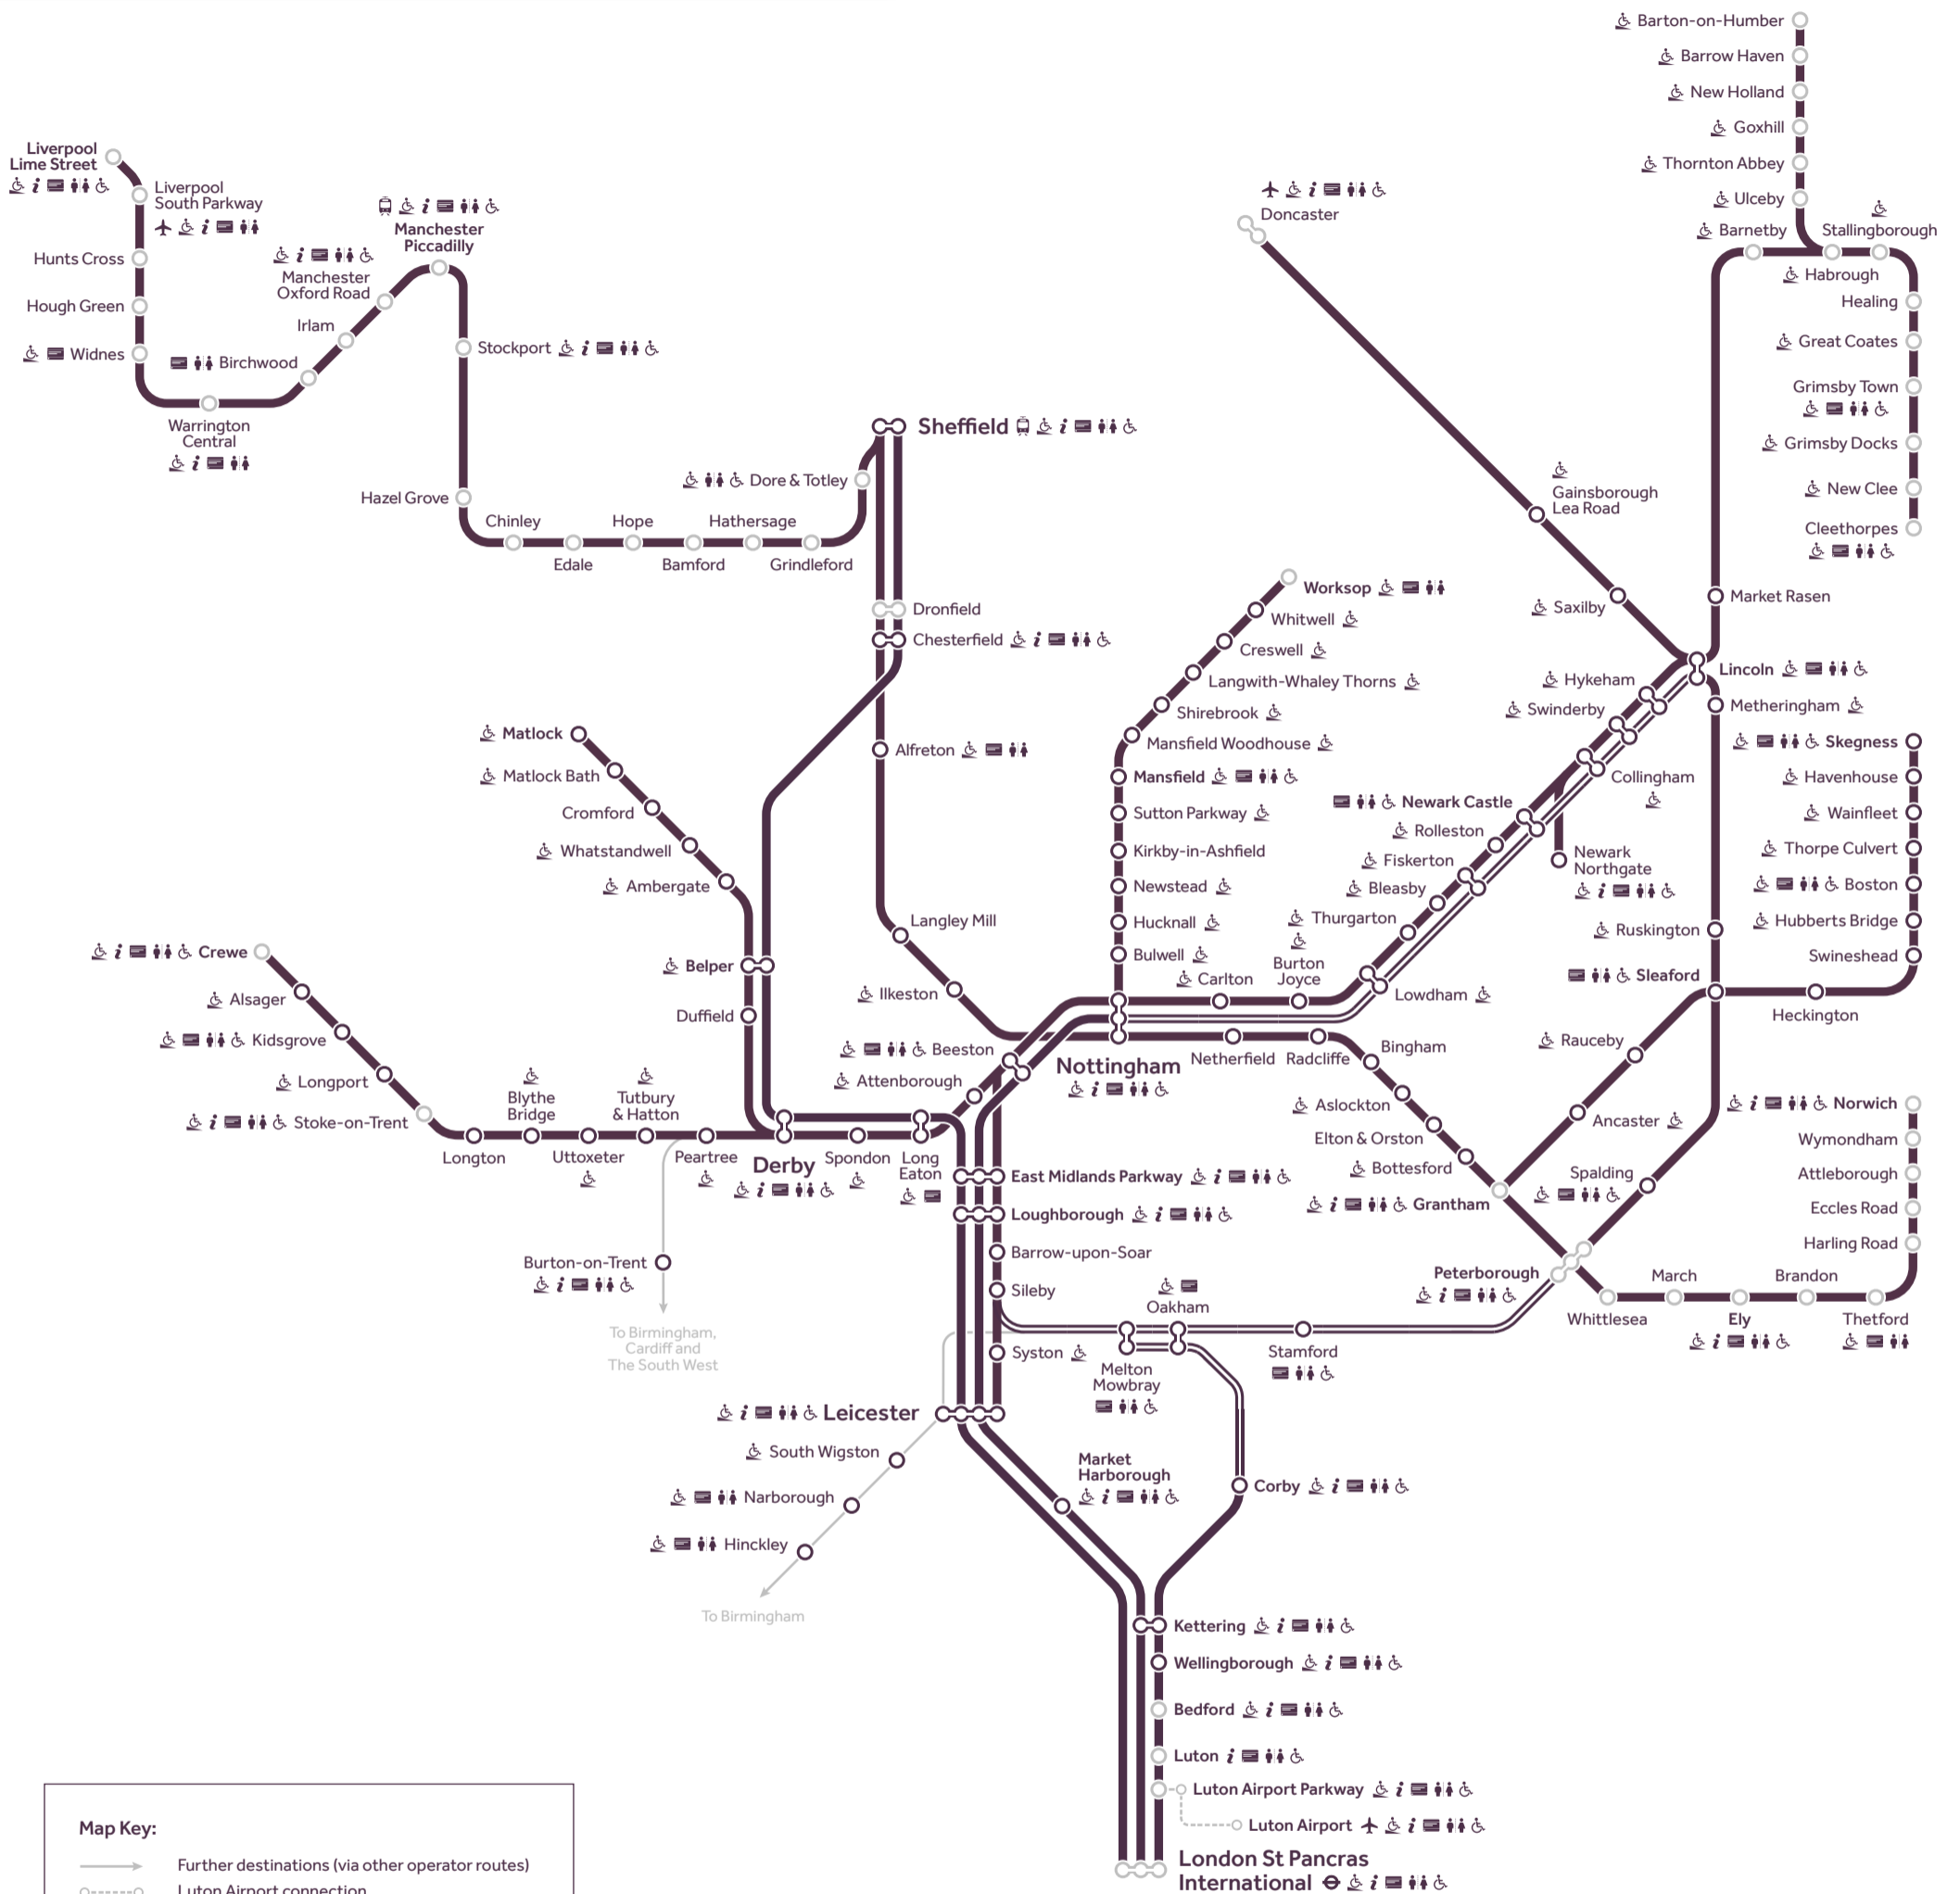 Barton-on-Humber
Barrow Haven
New Holland
Goxhill
Thornton Abbey
Ulceby
Barnetby
Stallingborough
Habrough
Healing
Great Coates
Grimsby Town
Grimsby Docks
New Clee
Cleethorpes
Liverpool
Lime Street
Liverpool
South Parkway
Hunts Cross
Hough Green
Widnes
Warrington
Central
Birchwood
Irlam
Manchester
Oxford Road
Manchester
Piccadilly
Stockport
Hazel Grove
Chinley
Edale
Hope
Bamford
Hathersage
Grindleford
Dore & Totley
Sheffield
Dronfield
Chesterfield
Alfreton
Langley Mill
Ilkeston
Doncaster
Gainsborough
Lea Road
Saxilby
Market Rasen
Lincoln
Hykeham
Swinderby
Collingham
Metheringham
Newark Castle
Rolleston
Fiskerton
Bleasby
Thurgarton
Newark
Northgate
Burton
Joyce
Carlton
Lowdham
Worksop
Whitwell
Creswell
Langwith-Whaley Thorns
Shirebrook
Mansfield Woodhouse
Mansfield
Sutton Parkway
Kirkby-in-Ashfield
Newstead
Hucknall
Bulwell
Skegness
Havenhouse
Wainfleet
Thorpe Culvert
Boston
Hubberts Bridge
Swineshead
Heckington
Ruskington
Sleaford
Rauceby
Ancaster
Spalding
Matlock
Matlock Bath
Cromford
Whatstandwell
Ambergate
Belper
Duffield
Crewe
Alsager
Kidsgrove
Longport
Stoke-on-Trent
Longton
Blythe
Bridge
Uttoxeter
Tutbury
& Hatton
Peartree
Derby
Spondon
Long
Eaton
Attenborough
Beeston
Nottingham
Netherfield
Radcliffe
Bingham
Aslockton
Elton & Orston
Bottesford
Grantham
Peterborough
Whittlesea
March
Ely
Brandon
Thetford
Harling Road
Eccles Road
Attleborough
Wymondham
Norwich
East Midlands Parkway
Loughborough
Barrow-upon-Soar
Sileby
Syston
Burton-on-Trent
To Birmingham,
Cardiff and
The South West
Melton
Mowbray
Oakham
Stamford
Leicester
South Wigston
Narborough
Hinckley
To Birmingham
Market
Harborough
Corby
Kettering
Wellingborough
Bedford
Luton
Luton Airport Parkway
Luton Airport
London St Pancras
International
Map Key:
Further destinations (via other operator routes)
Luton Airport connection